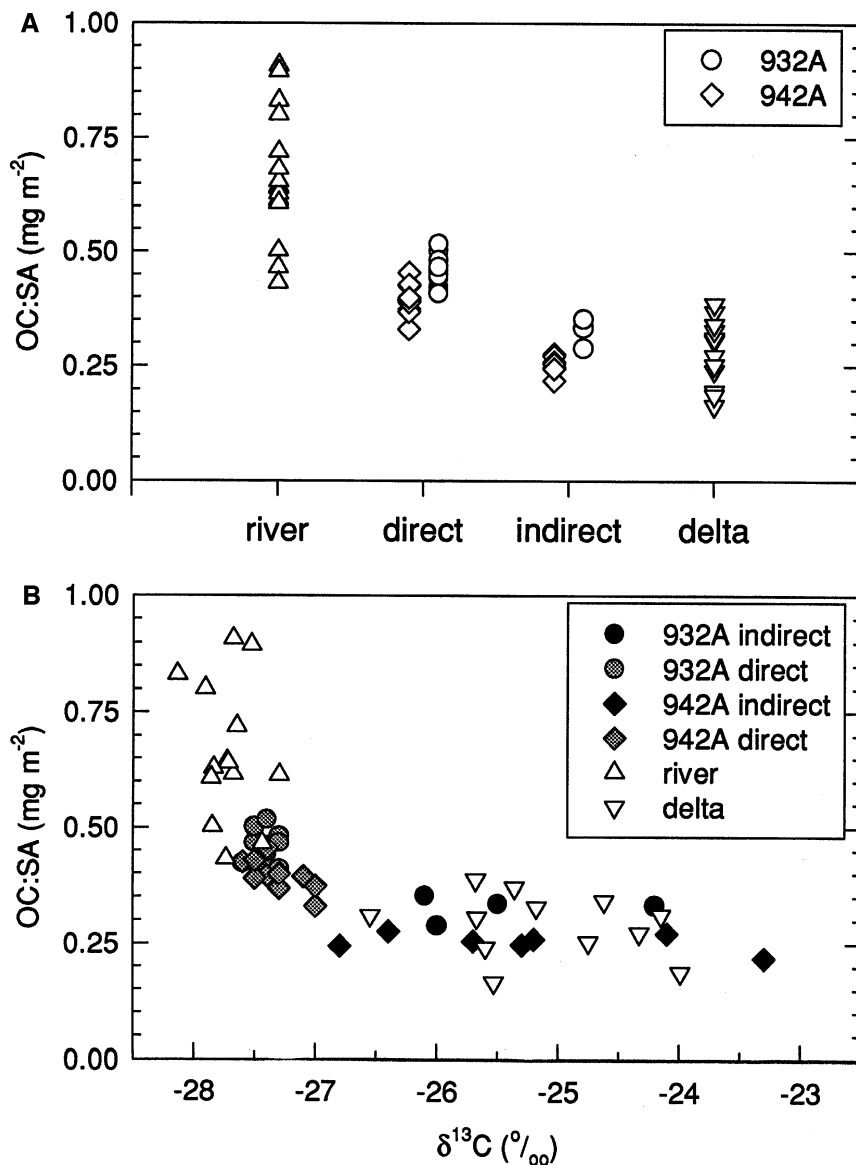 A
1.00
0.75
0.50
0.25
0.00
OC:SA (mg m⁻²)
932A
942A
river
direct
indirect
delta
B
1.00
0.75
0.50
0.25
0.00
OC:SA (mg m⁻²)
932A indirect
932A direct
942A indirect
942A direct
river
delta
-28
-27
-26
-25
-24
-23
δ¹³C (⁰/₀₀)